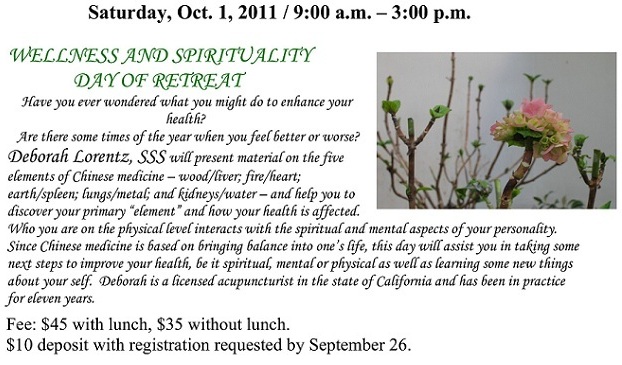 Saturday, Oct. 1, 2011 / 9:00 a.m. – 3:00 p.m.
WELLNESS AND SPIRITUALITY
DAY OF RETREAT
Have you ever wondered what you might do to enhance your
health?
Are there some times of the year when you feel better or worse?
Deborah Lorentz, SSS will present material on the five
elements of Chinese medicine – wood/liver; fire/heart;
earth/spleen; lungs/metal; and kidneys/water – and help you to
discover your primary “element” and how your health is affected.
Who you are on the physical level interacts with the spiritual and mental aspects of your personality.
Since Chinese medicine is based on bringing balance into one’s life, this day will assist you in taking some
next steps to improve your health, be it spiritual, mental or physical as well as learning some new things
about your self.  Deborah is a licensed acupuncturist in the state of California and has been in practice
for eleven years.
Fee: $45 with lunch, $35 without lunch.
$10 deposit with registration requested by September 26.